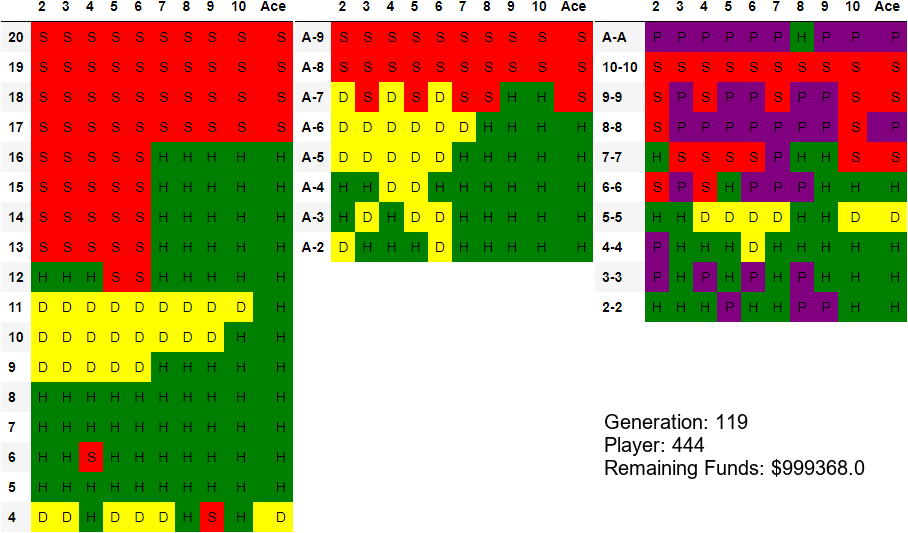 2 3 4 5 6 7 8 9 10 Ace
20 S S S S S S S S S S
19 S S S S S S S S S S
18 S S S S S S S S S S
17 S S S S S S S S S S
16 S S S S S H H H H H
15 S S S S S H H H H H
14 S S S S S H H H H H
13 S S S S S H H H H H
12 H H H S S H H H H H
11 D D D D D D D D D H
10 D D D D D D D D H H
9 D D D D D H H H H H
8 H H H H H H H H H H
7 H H H H H H H H H H
6 H H S H H H H H H H
5 H H H H H H H H H H
4 D D H D D D H S H D
2 3 4 5 6 7 8 9 10 Ace
A-9 S S S S S S S S S S
A-8 S S S S S S S S S S
A-7 D S D S D S S H H S
A-6 D D D D D D H H H H
A-5 D D D D D H H H H H
A-4 H H D D H H H H H H
A-3 H D H D D H H H H H
A-2 D H H H D H H H H H
2 3 4 5 6 7 8 9 10 Ace
A-A P P P P P P H P P P
10-10 S S S S S S S S S S
9-9 S P S P P S P P S S
8-8 S P P P P P P P S P
7-7 H S S S S P H H S S
6-6 S P S H P P P H H H
5-5 H H D D D D H H D D
4-4 P H H H D H H H H H
3-3 P H P H P H P H H H
2-2 H H H P H H P P H H
Generation: 119
Player: 444
Remaining Funds: $999368.0